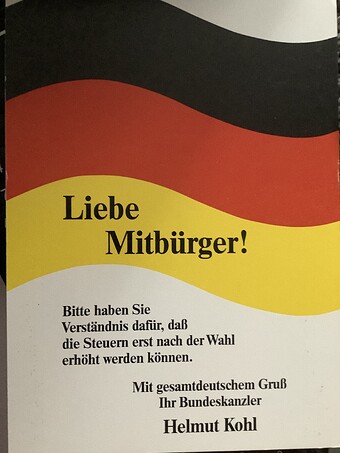 Liebe
Mitbürger!
Bitte haben Sie
Verständnis dafür, daß
die Steuern erst nach der Wahl
erhöht werden können.
Mit gesamtdeutschem Gruß
Ihr Bundeskanzler
Helmut Kohl